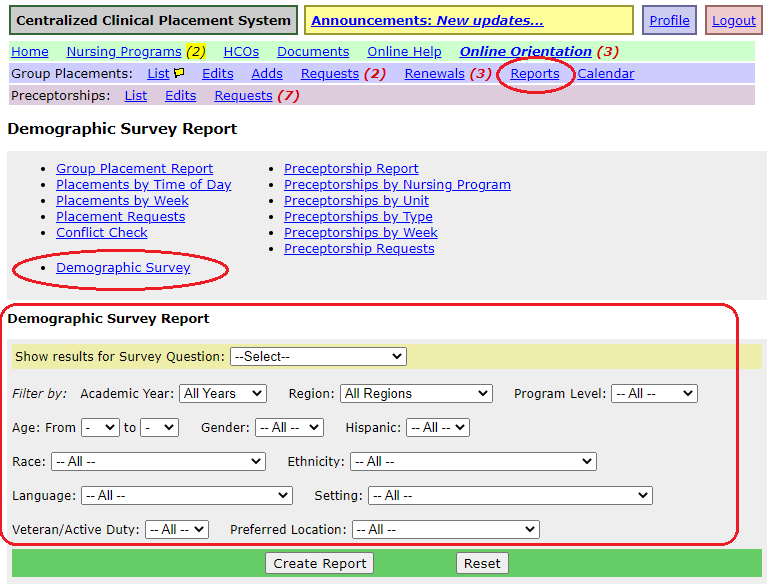 Centralized Clinical Placement System Announcements: New updates... Profile Logout
Home Nursing Programs (2) HCOs Documents Online Help Online Orientation (3)
Group Placements: List Edits Adds Requests (2) Renewals (3) Reports Calendar
Preceptorships: List Edits Requests (7)
Demographic Survey Report
Group Placement Report
Placements by Time of Day
Placements by Week
Placement Requests
Conflict Check
Demographic Survey
Preceptorship Report
Preceptorships by Nursing Program
Preceptorships by Unit
Preceptorships by Type
Preceptorships by Week
Preceptorship Requests
Demographic Survey Report
Show results for Survey Question: --Select--
Filter by: Academic Year: All Years Region: All Regions Program Level: -- All --
Age: From - to - Gender: -- All -- Hispanic: -- All --
Race: -- All -- Ethnicity: -- All --
Language: -- All -- Setting: -- All --
Veteran/Active Duty: -- All -- Preferred Location: -- All --
Create Report Reset